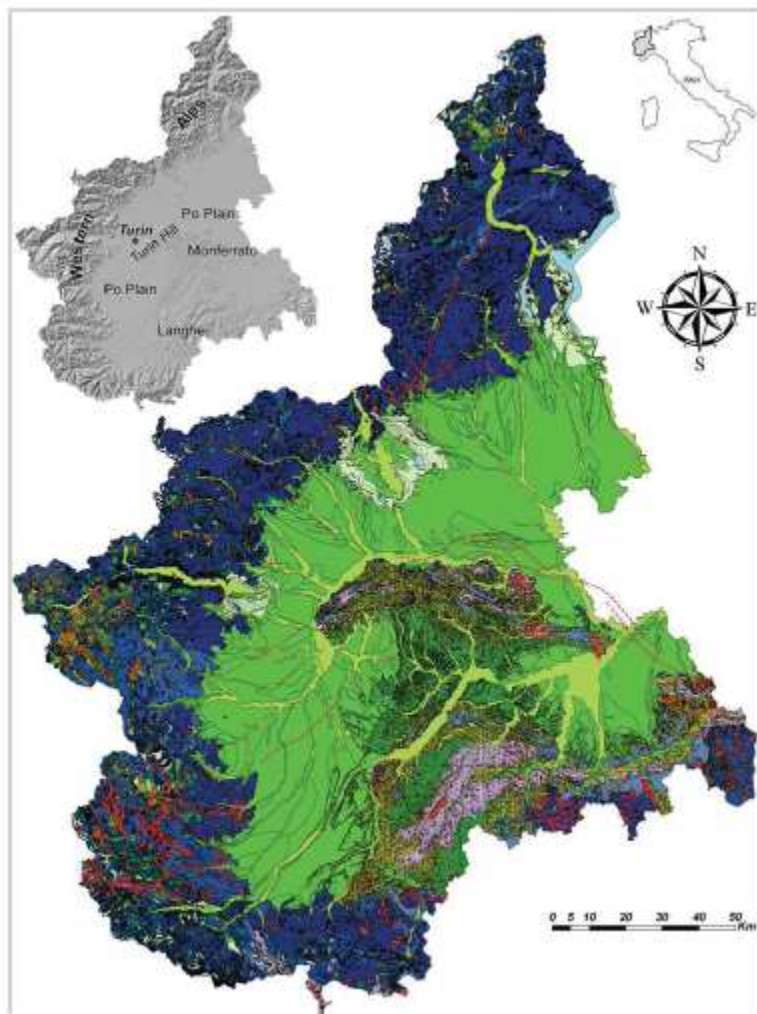 Alps
Western
Turin
Turin Hill
Po Plain
Monferrato
Po Plain
Langhe
Italy
N
W
E
S
0 5 10 20 30 40 50
Km